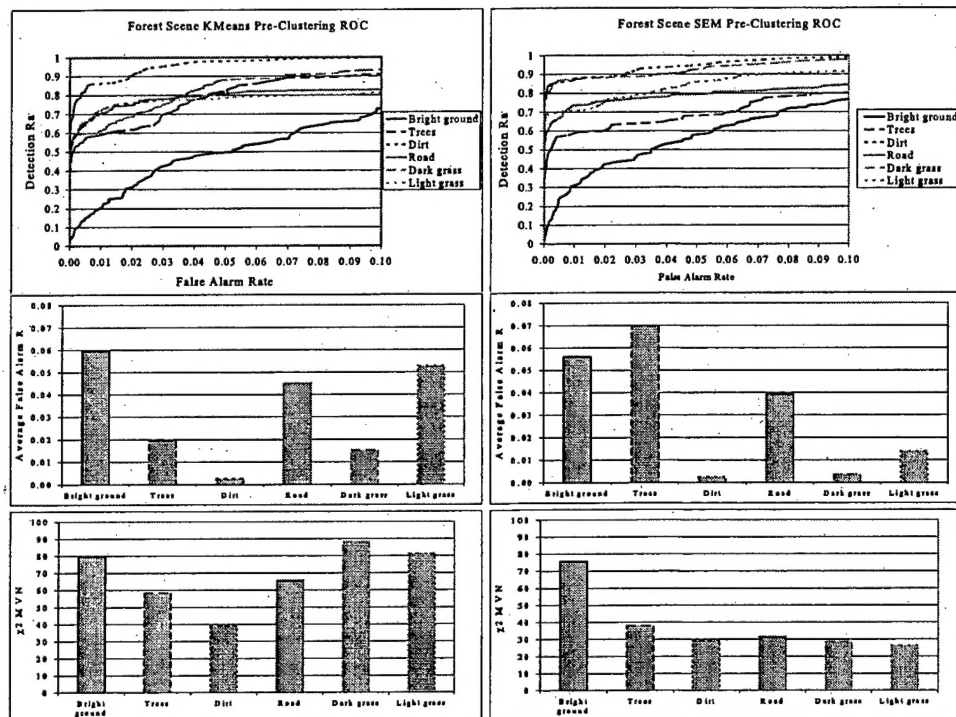 Forest Scene KMeans Pre-Clustering ROC
Detection Ra
1
0.9
0.8
0.7
0.6
0.5
0.4
0.3
0.2
0.1
0
0.00 0.01 0.02 0.03 0.04 0.05 0.06 0.07 0.08 0.09 0.10
False Alarm Rate
Bright ground
Trees
Dirt
Road
Dark grass
Light grass
Forest Scene SEM Pre-Clustering ROC
Detection Ra
1
0.9
0.8
0.7
0.6
0.5
0.4
0.3
0.2
0.1
0
0.00 0.01 0.02 0.03 0.04 0.05 0.06 0.07 0.08 0.09 0.10
False Alarm Rate
Bright ground
Trees
Dirt
Road
Dark grass
Light grass
Average False Alarm R
0.08
0.07
0.06
0.05
0.04
0.03
0.02
0.01
0.00
Bright ground Trees Dirt Road Dark grass Light grass
Average False Alarm R
0.08
0.07
0.06
0.05
0.04
0.03
0.02
0.01
0.00
Bright ground Trees Dirt Road Dark grass Light grass
χ2 MVN
100
90
80
70
60
50
40
30
20
10
0
Bright Trees Dirt Road Dark grass Light grass
ground
χ2 MVN
100
90
80
70
60
50
40
30
20
10
0
Bright Trees Dirt Road Dark grass Light grass
ground